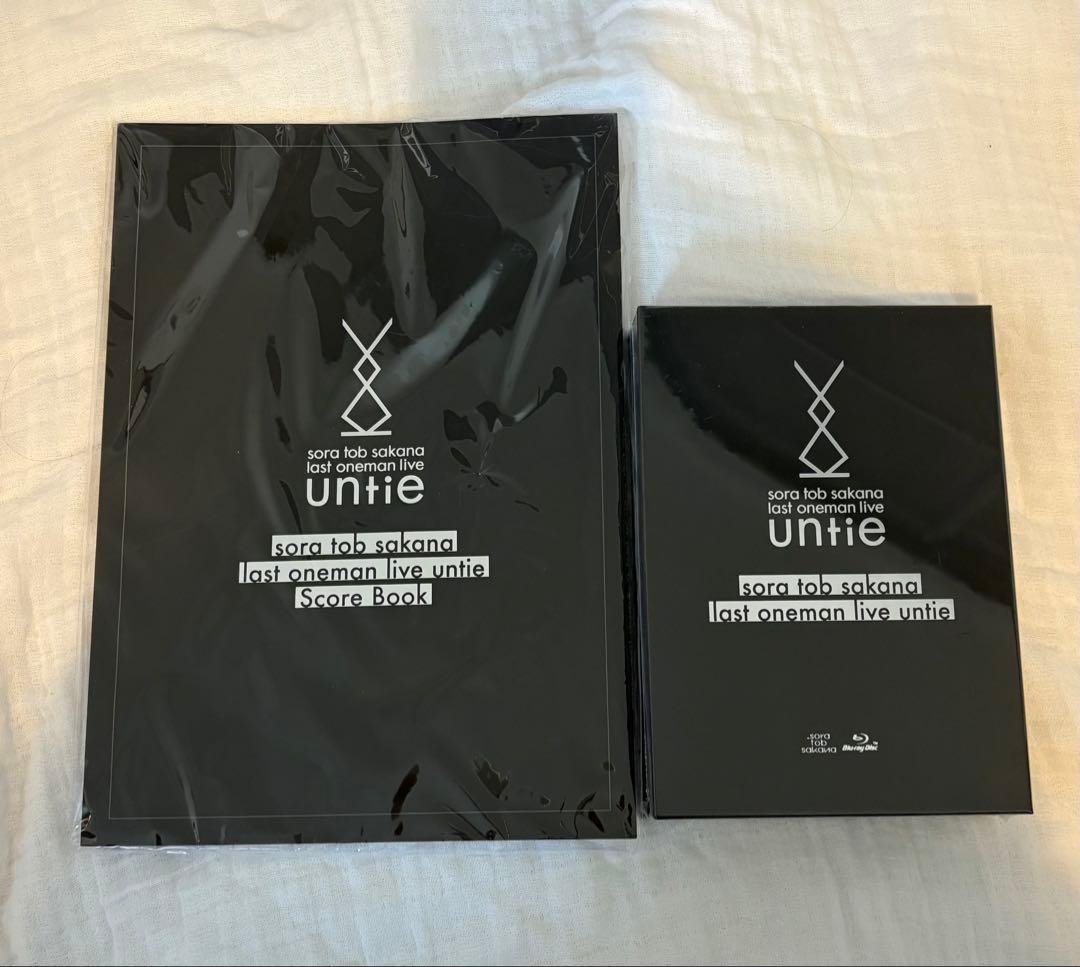 sora tob sakana
last oneman live
untie
sora tob sakana
last oneman live untie
Score Book
sora tob sakana
last oneman live
untie
sora tob sakana
last oneman live untie
.sora
tob
sakana
Blu-ray Disc
TM